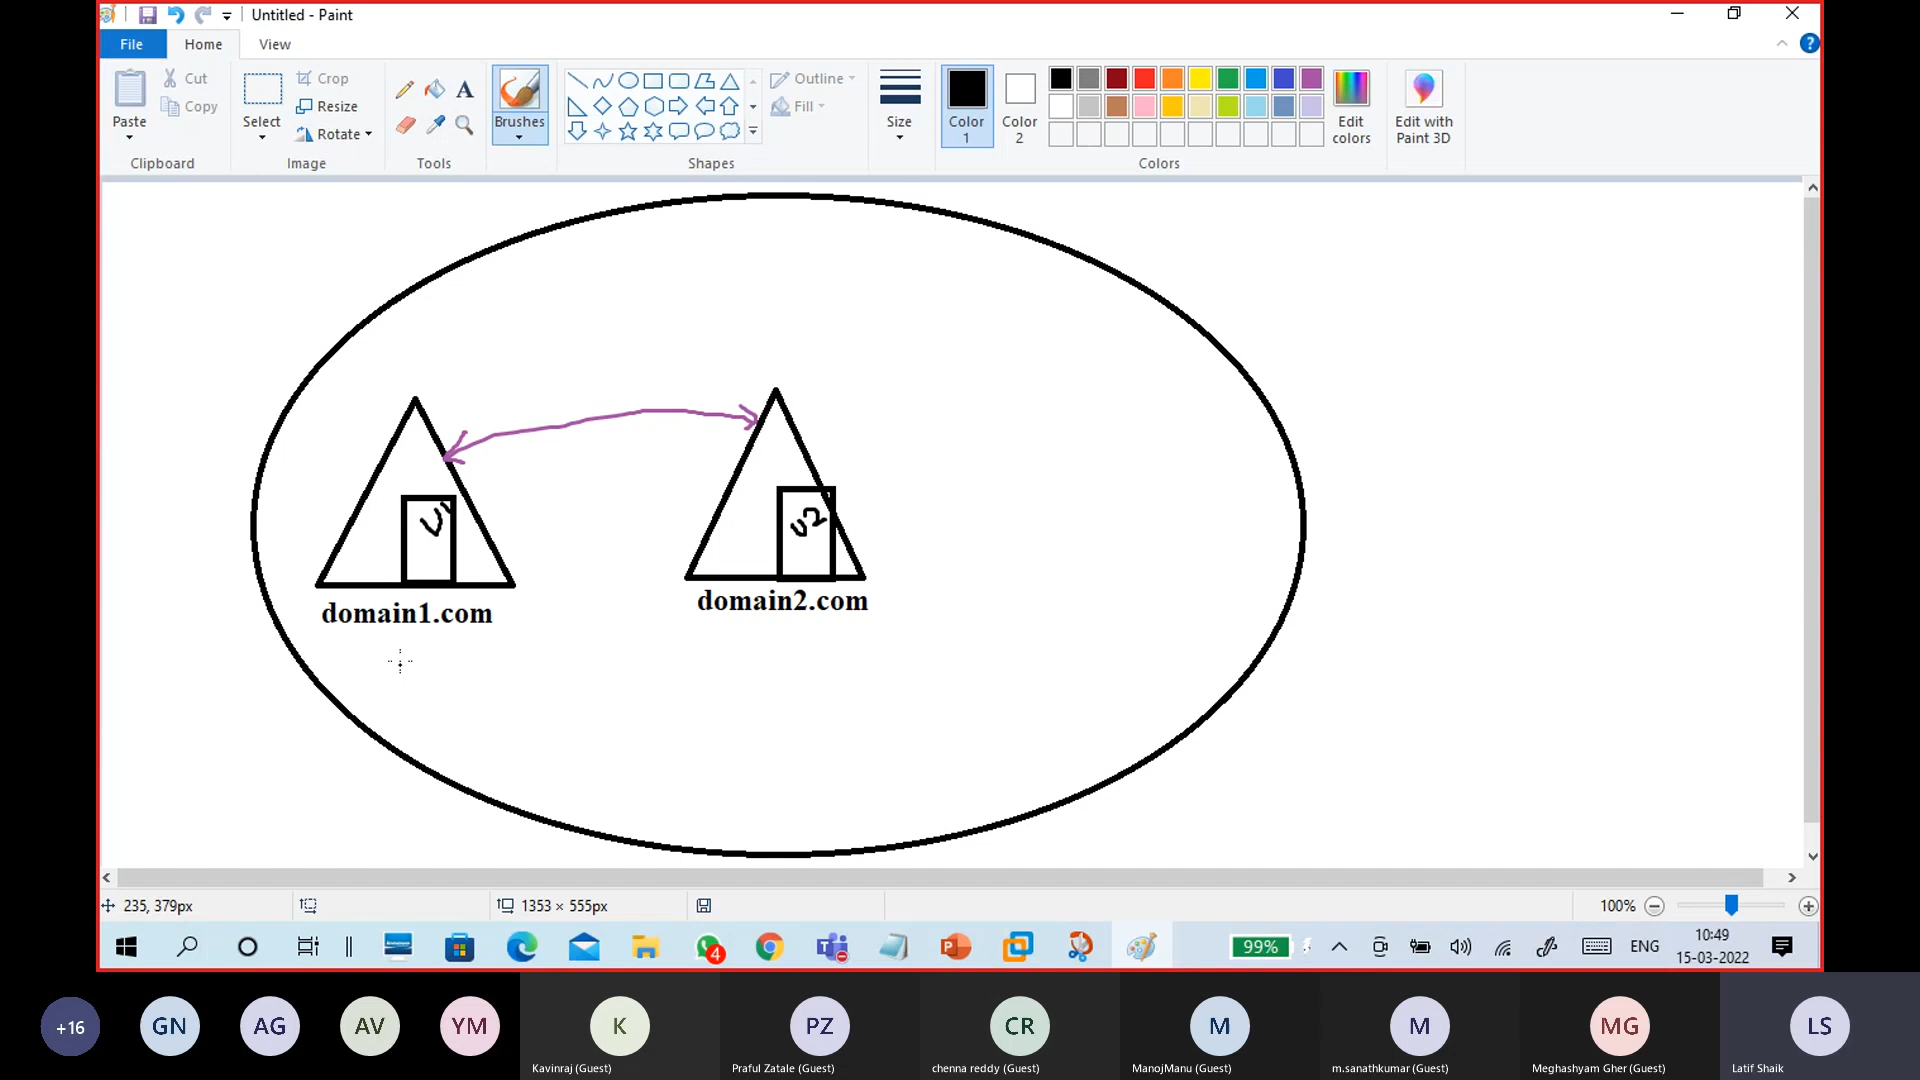 Untitled - Paint
File Home View
Paste
Cut
Copy
Clipboard
Select
Crop
Resize
Rotate
Image
A
Tools
Brushes
Outline
Fill
Shapes
Size
Color 1
Color 2
Edit colors
Edit with Paint 3D
Colors
U1
U2
domain1.com
domain2.com
235, 379px
1353 × 555px
100%
4
99%
ENG
10:49
15-03-2022
+16
GN
AG
AV
YM
K
PZ
CR
M
M
MG
LS
Kavinraj (Guest)
Praful Zatale (Guest)
chenna reddy (Guest)
ManojManu (Guest)
m.sanathkumar (Guest)
Meghashyam Gher (Guest)
Latif Shaik